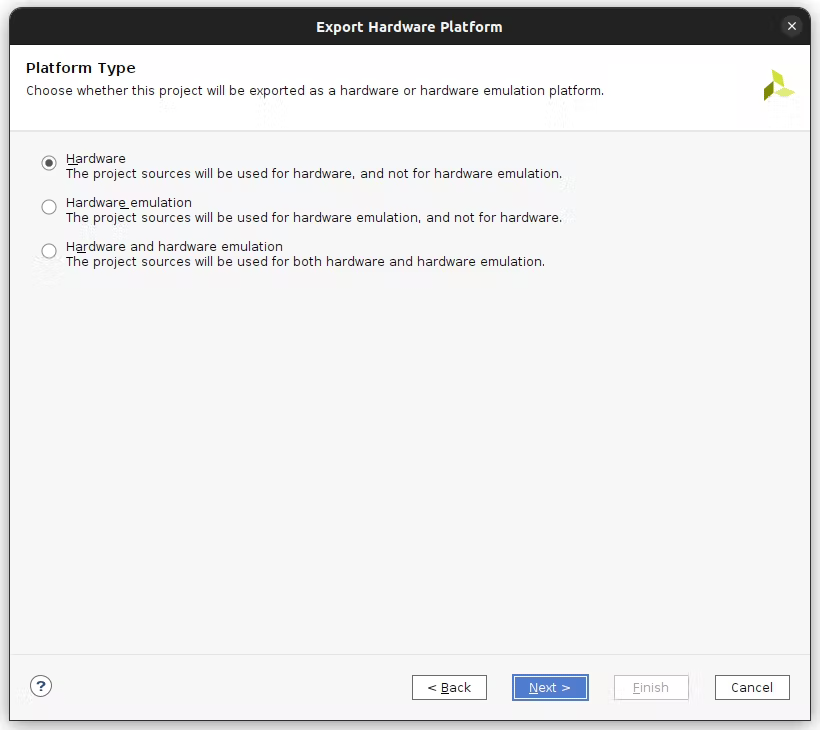 Export Hardware Platform
Platform Type
Choose whether this project will be exported as a hardware or hardware emulation platform.
Hardware
The project sources will be used for hardware, and not for hardware emulation.
Hardware emulation
The project sources will be used for hardware emulation, and not for hardware.
Hardware and hardware emulation
The project sources will be used for both hardware and hardware emulation.
?
< Back
Next >
Finish
Cancel